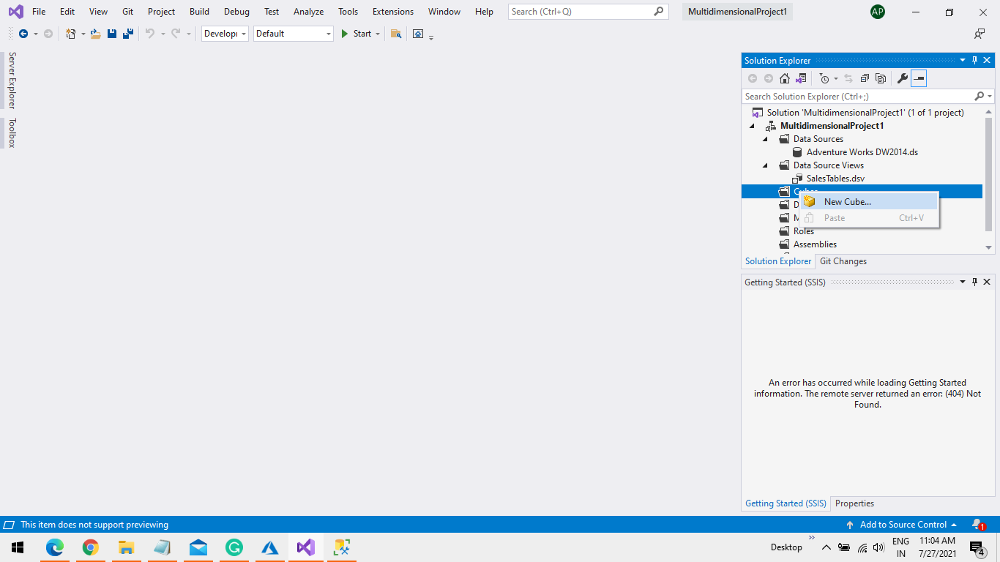 File Edit View Git Project Build Debug Test Analyze Tools Extensions Window Help Search (Ctrl+Q) MultidimensionalProject1 AP
Default Start
Server Explorer
Toolbox
Solution Explorer
Search Solution Explorer (Ctrl+;)
Solution 'MultidimensionalProject1' (1 of 1 project)
MultidimensionalProject1
Data Sources
Adventure Works DW2014.ds
Data Source Views
SalesTables.dsv
New Cube...
Paste Ctrl+V
Roles
Assemblies
Solution Explorer Git Changes
Getting Started (SSIS)
An error has occurred while loading Getting Started
information. The remote server returned an error: (404) Not
Found.
Getting Started (SSIS) Properties
This item does not support previewing Add to Source Control 1
Desktop ENG 11:04 AM
IN 7/27/2021 4